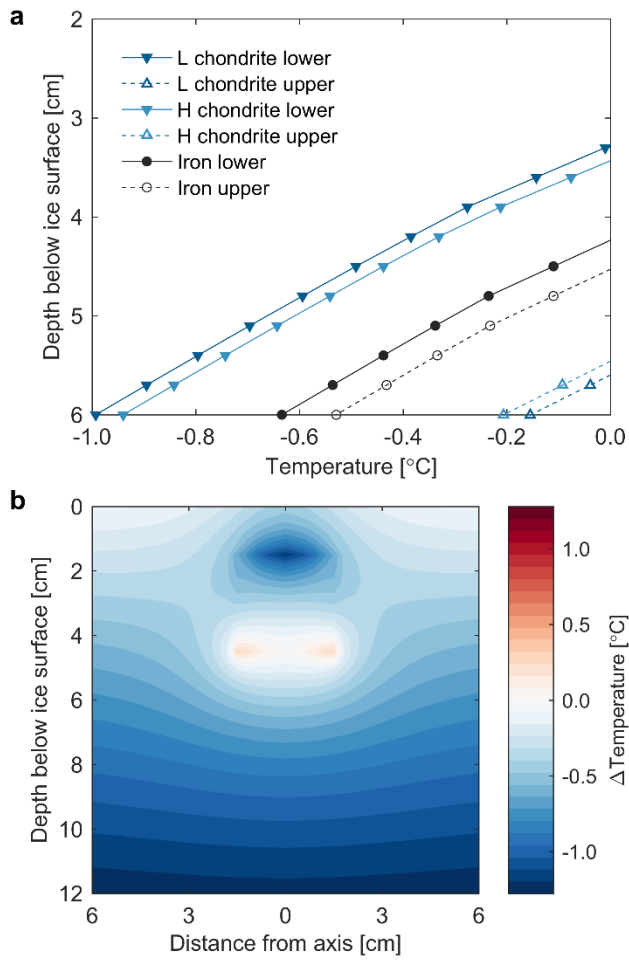 a
2
3
4
5
6
Depth below ice surface [cm]
L chondrite lower
L chondrite upper
H chondrite lower
H chondrite upper
Iron lower
Iron upper
-1.0 -0.8 -0.6 -0.4 -0.2 0.0
Temperature [°C]
b
0
2
4
6
8
10
12
Depth below ice surface [cm]
6 3 0 3 6
Distance from axis [cm]
1.0
0.5
0.0
-0.5
-1.0
ΔTemperature [°C]